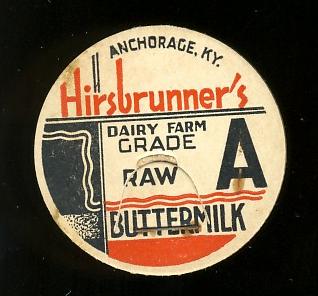 ANCHORAGE, KY.
Hirsbrunner's
DAIRY FARM
GRADE A
RAW
BUTTERMILK